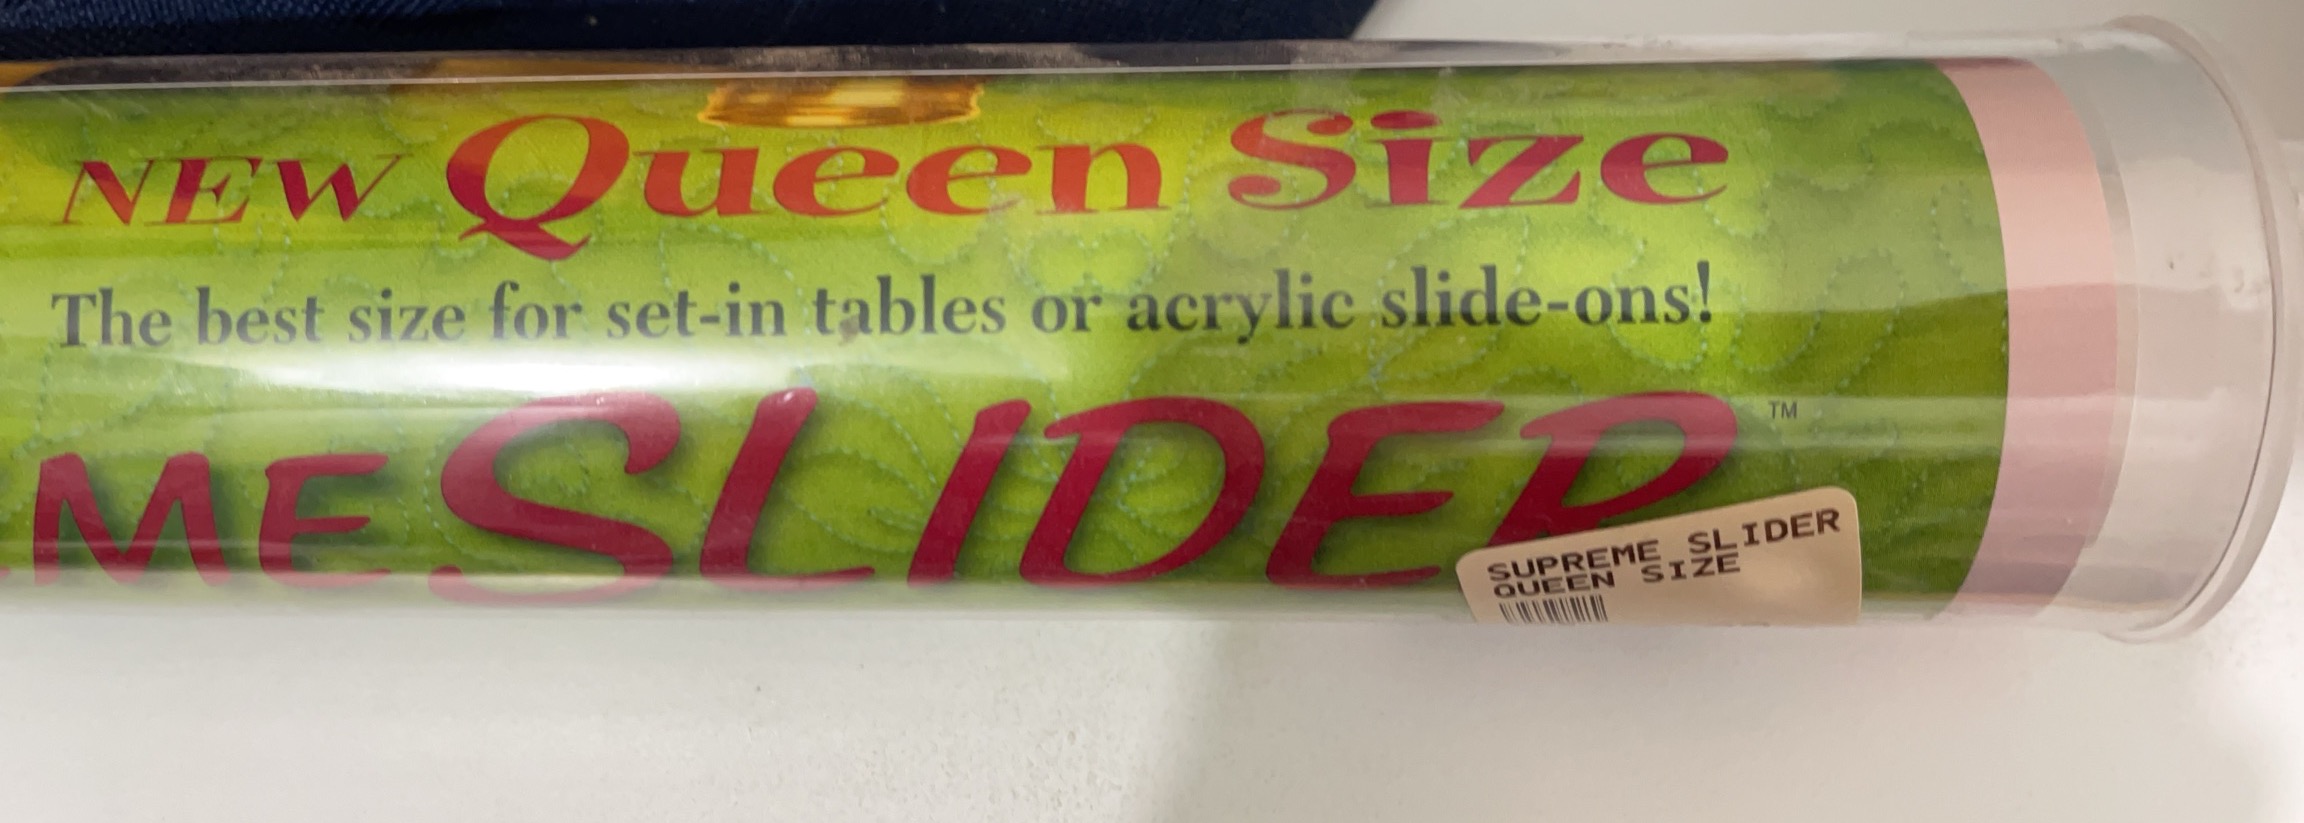 NEW Queen Size
The best size for set-in tables or acrylic slide-ons!
MESLIDER™
SUPREME SLIDER
QUEEN SIZE